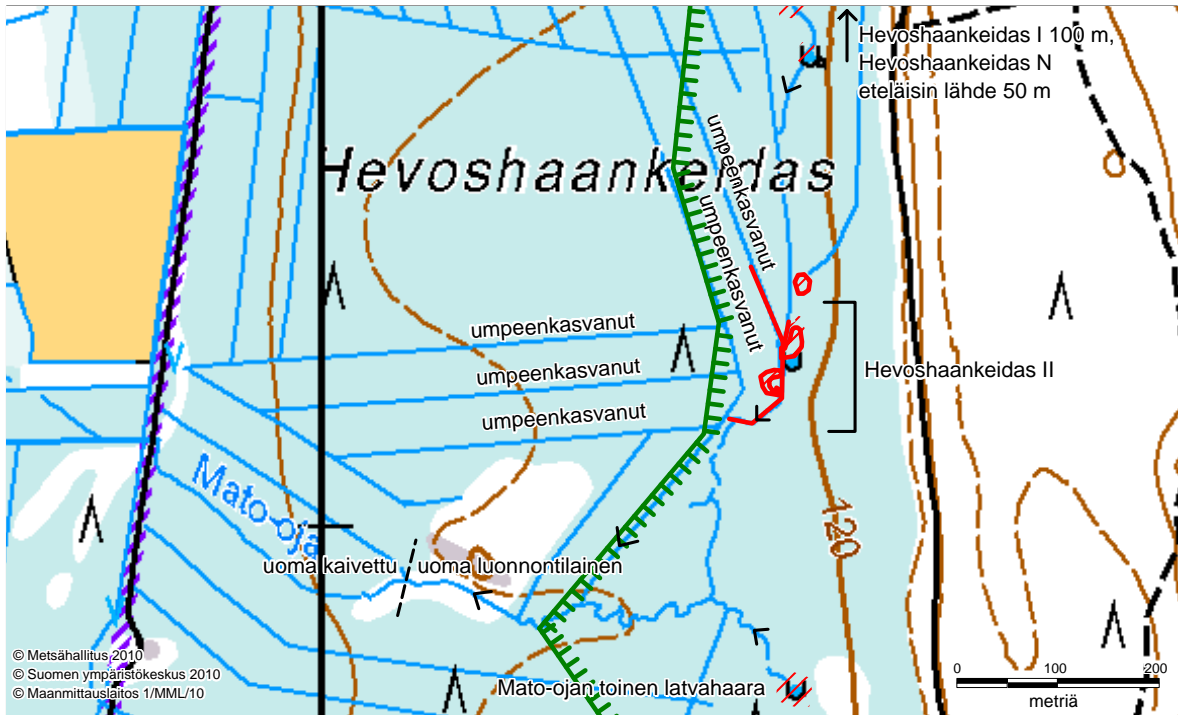 Hevoshaankeidas I 100 m,
Hevoshaankeidas N
eteläisin lähde 50 m
umpeenkasvanut
Hevoshaankeidas
umpeenkasvanut
umpeenkasvanut
umpeenkasvanut
Hevoshaankeidas II
umpeenkasvanut
Mato-oja
120
uoma kaivettu
uoma luonnontilainen
© Metsähallitus 2010
© Suomen ympäristökeskus 2010
© Maanmittauslaitos 1/MML/10
Mato-ojan toinen latvahaara
0 100 200
metriä